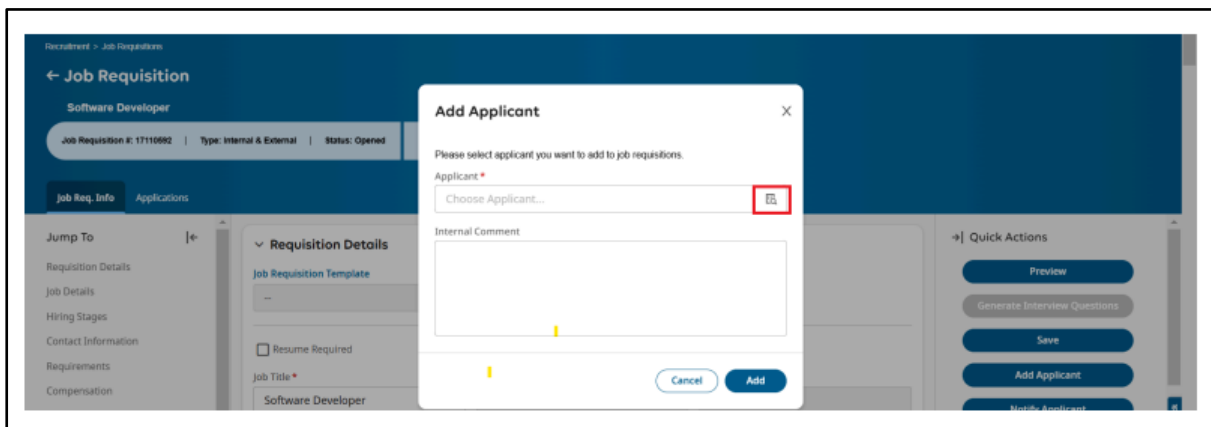 Recruitment > Job Requisitions
← Job Requisition
Software Developer
Job Requisition #: 17110692 | Type: Internal & External | Status: Opened
Job Req. Info Applications
Jump To
Requisition Details
Job Details
Hiring Stages
Contact Information
Requirements
Compensation
Requisition Details
Job Requisition Template
--
Resume Required
Job Title *
Software Developer
Add Applicant
Please select applicant you want to add to job requisitions.
Applicant *
Choose Applicant...
Internal Comment
Cancel Add
Quick Actions
Preview
Generate Interview Questions
Save
Add Applicant
Notify Applicant